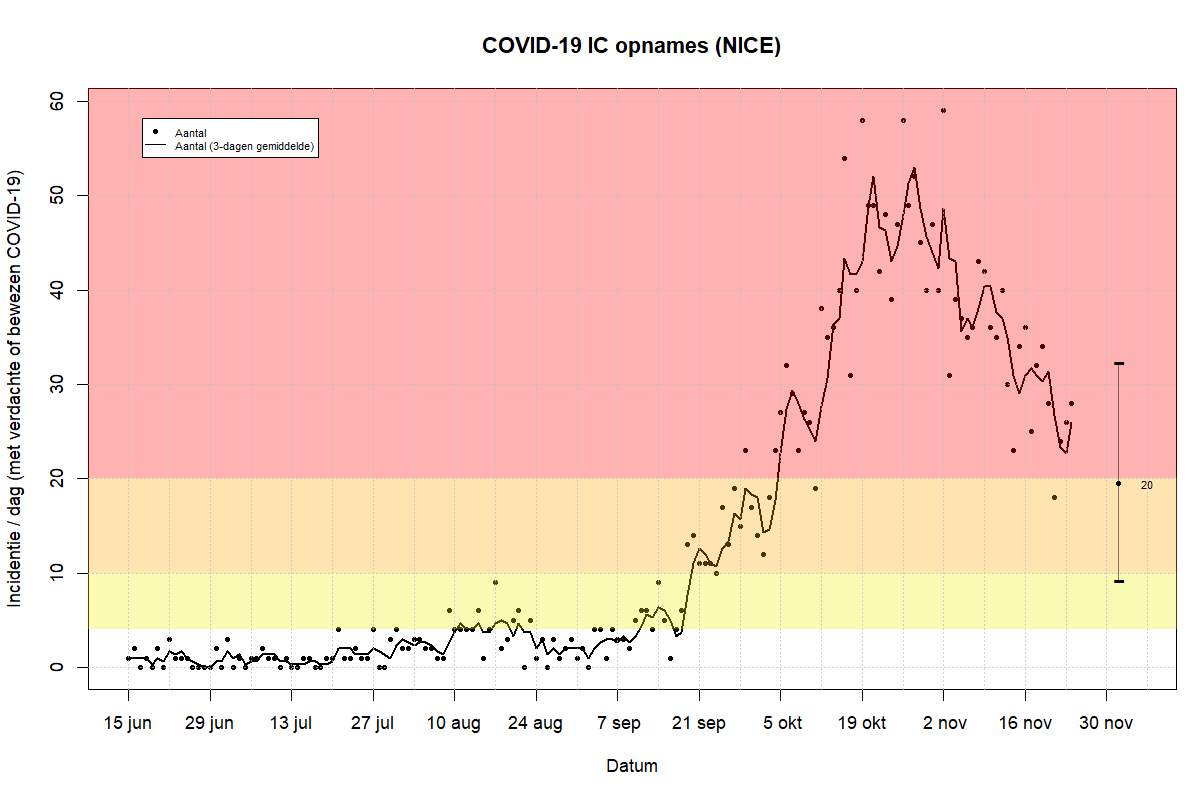 COVID-19 IC opnames (NICE)
Incidentie / dag (met verdachte of bewezen COVID-19)
60
50
40
30
20
10
0
Aantal
Aantal (3-dagen gemiddelde)
20
15 jun 29 jun 13 jul 27 jul 10 aug 24 aug 7 sep 21 sep 5 okt 19 okt 2 nov 16 nov 30 nov
Datum